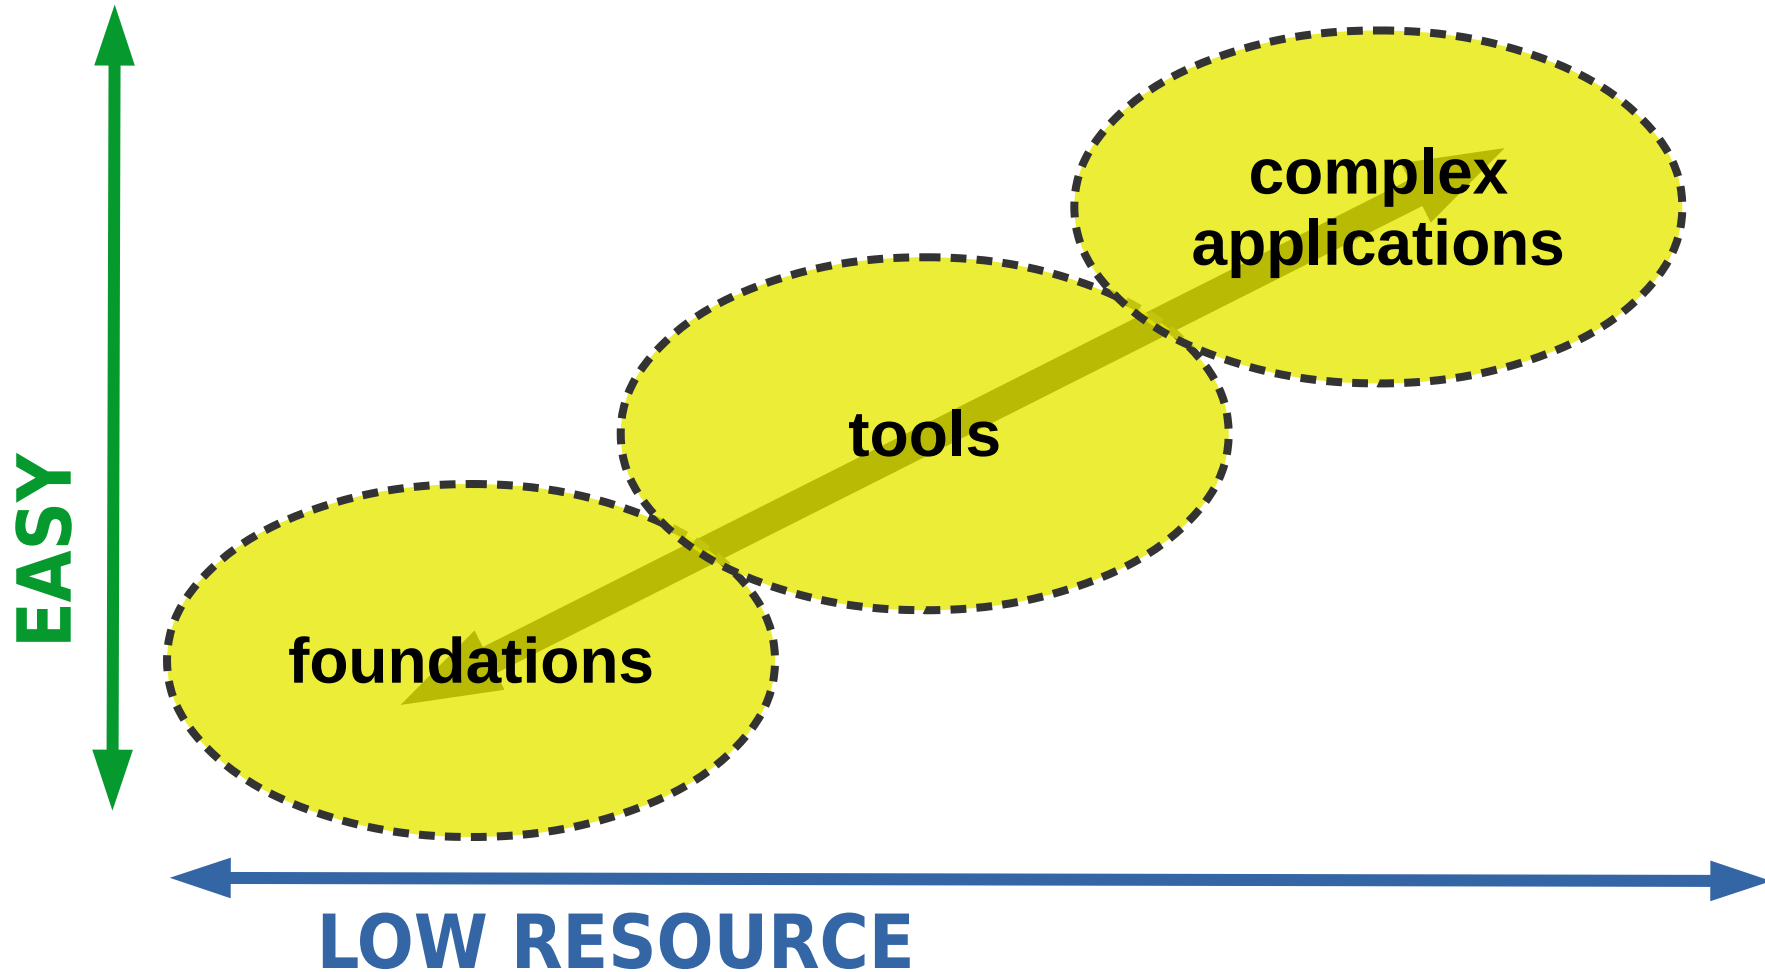 complex
applications
tools
foundations
EASY
LOW RESOURCE